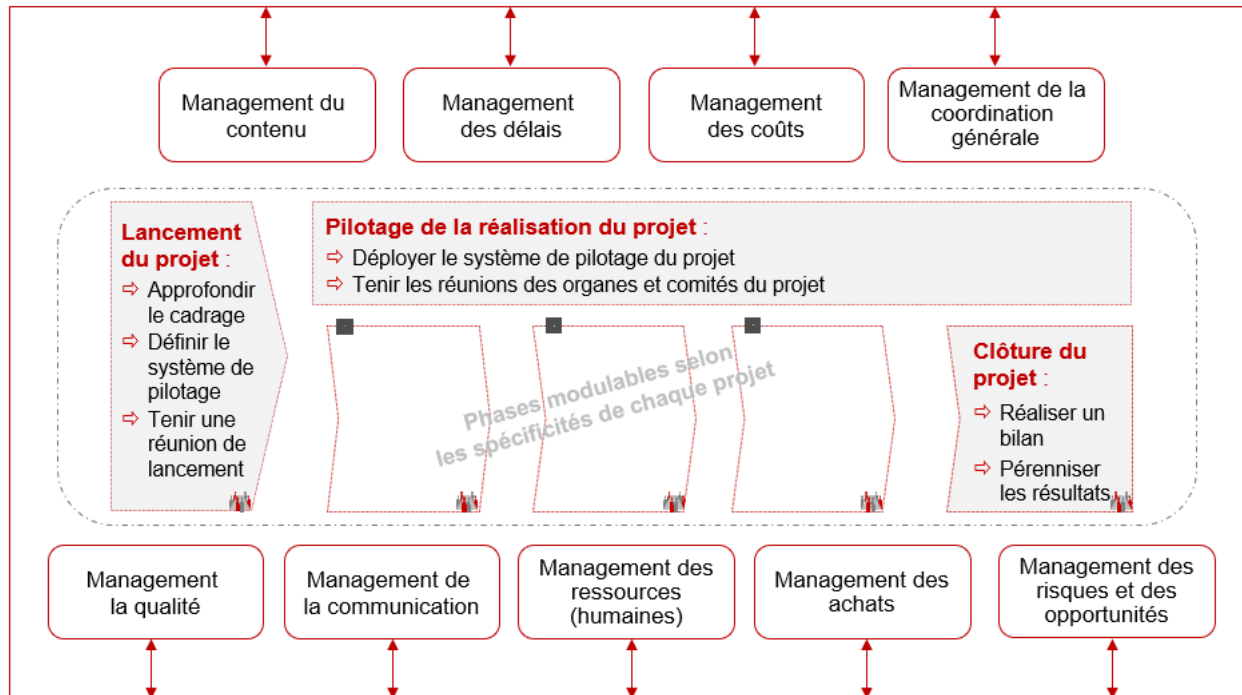 Management du
contenu
Management
des délais
Management
des coûts
Management de la
coordination
générale
Lancement
du projet :
⇨ Approfondir
le cadrage
⇨ Définir le
système de
pilotage
⇨ Tenir une
réunion de
lancement
Pilotage de la réalisation du projet :
⇨ Déployer le système de pilotage du projet
⇨ Tenir les réunions des organes et comités du projet
Phases modulables selon
les spécificités de chaque projet
Clôture du
projet :
⇨ Réaliser un
bilan
⇨ Pérenniser
les résultats
Management
la qualité
Management de
la communication
Management des
ressources
(humaines)
Management des
achats
Management des
risques et des
opportunités